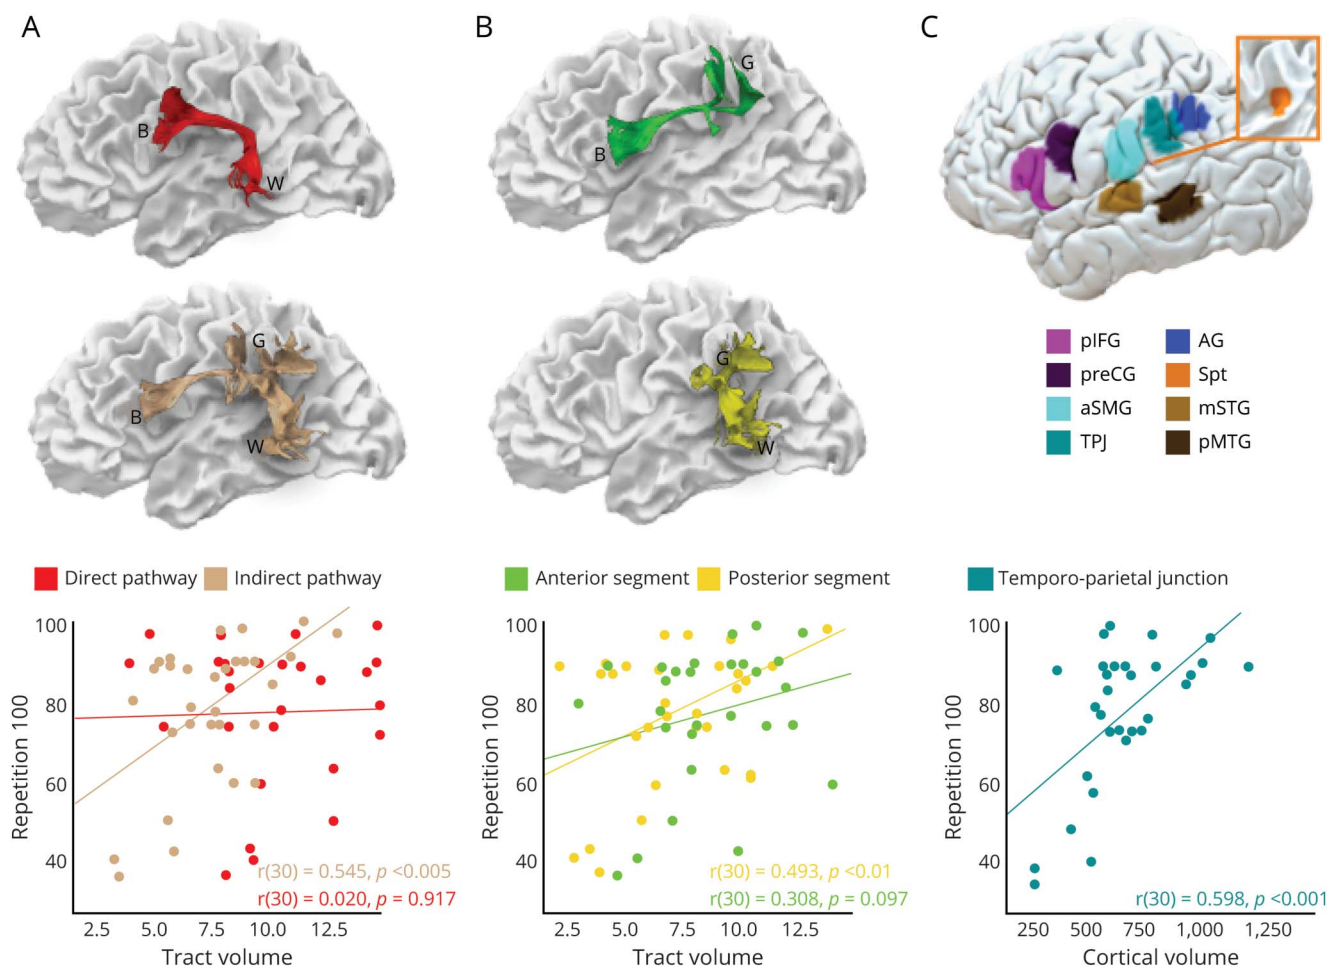 A
B
W
B
G
W
B
G
B
G
W
C
pIFG
AG
preCG
Spt
aSMG
mSTG
TPJ
pMTG
Direct pathway
Indirect pathway
Repetition 100
100
80
60
40
r(30) = 0.545, p <0.005
r(30) = 0.020, p = 0.917
2.5 5.0 7.5 10.0 12.5
Tract volume
Anterior segment
Posterior segment
Repetition 100
100
80
60
40
r(30) = 0.493, p <0.01
r(30) = 0.308, p = 0.097
2.5 5.0 7.5 10.0 12.5
Tract volume
Temporo-parietal junction
Repetition 100
100
80
60
40
r(30) = 0.598, p <0.001
250 500 750 1,000 1,250
Cortical volume